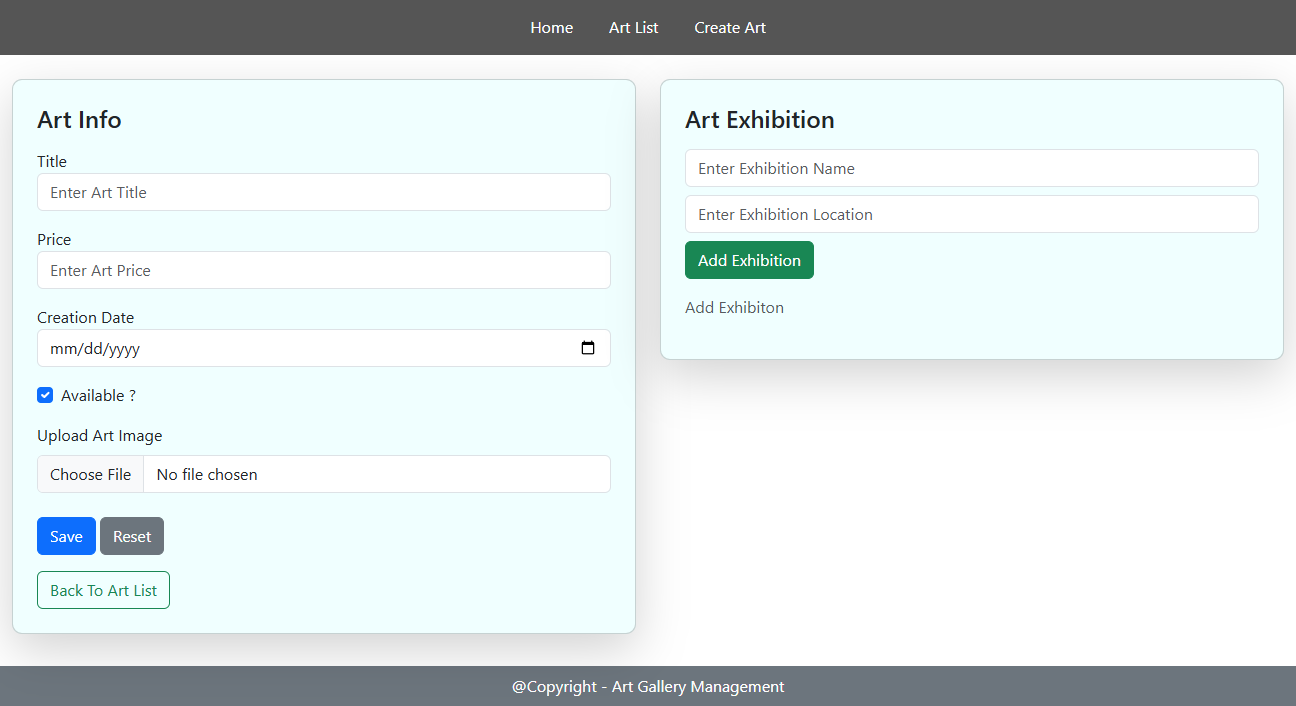 Home Art List Create Art
Art Info
Title
Enter Art Title
Price
Enter Art Price
Creation Date
mm/dd/yyyy
Available ?
Upload Art Image
Choose File No file chosen
Save Reset
Back To Art List
Art Exhibition
Enter Exhibition Name
Enter Exhibition Location
Add Exhibition
Add Exhibiton
@Copyright - Art Gallery Management